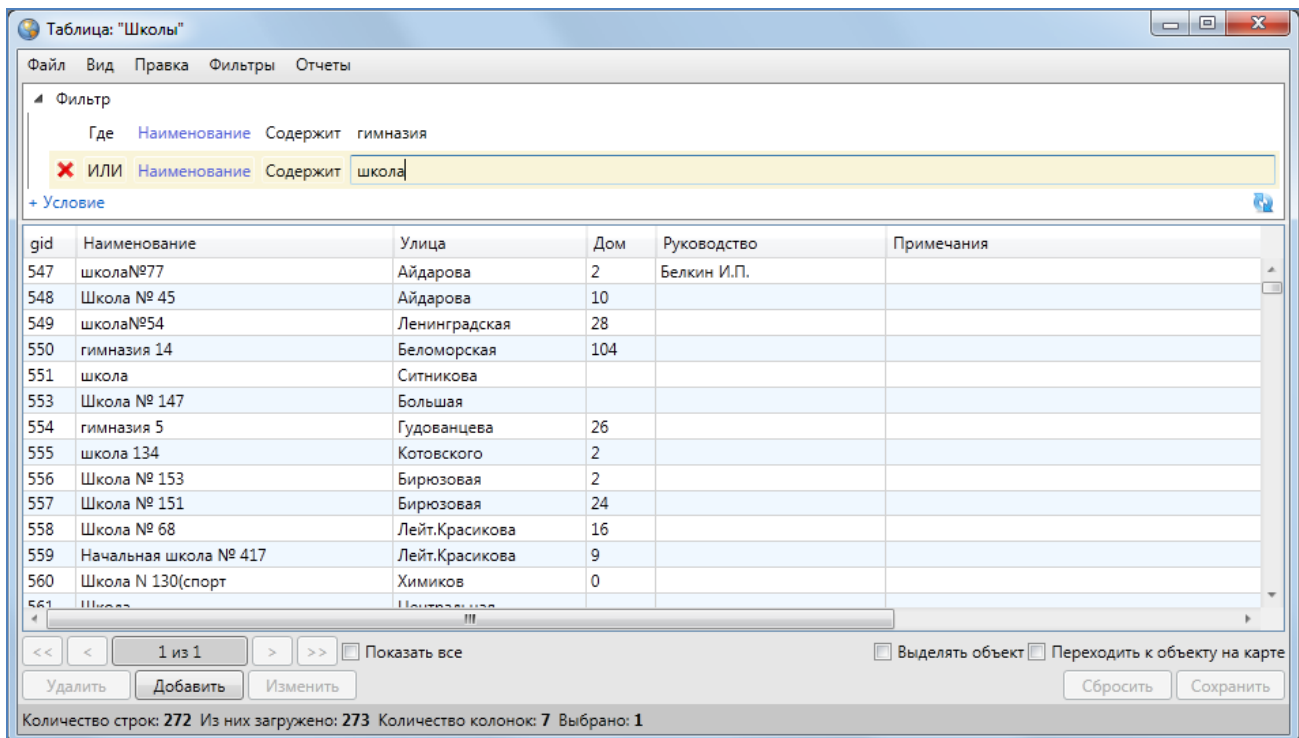 Таблица: "Школы"
Файл Вид Правка Фильтры Отчеты
Фильтр
Где Наименование Содержит гимназия
ИЛИ Наименование Содержит школа
+ Условие
gid Наименование Улица Дом Руководство Примечания
547 школа№77 Айдарова 2 Белкин И.П.
548 Школа № 45 Айдарова 10
549 школа№54 Ленинградская 28
550 гимназия 14 Беломорская 104
551 школа Ситникова
553 Школа № 147 Большая
554 гимназия 5 Гудованцева 26
555 школа 134 Котовского 2
556 Школа № 153 Бирюзовая 2
557 Школа № 151 Бирюзовая 24
558 Школа № 68 Лейт.Красикова 16
559 Начальная школа № 417 Лейт.Красикова 9
560 Школа N 130(спорт Химиков 0
561 Школа Центральная
<< < 1 из 1 > >> Показать все Выделять объект Переходить к объекту на карте
Удалить Добавить Изменить Сбросить Сохранить
Количество строк: 272 Из них загружено: 273 Количество колонок: 7 Выбрано: 1